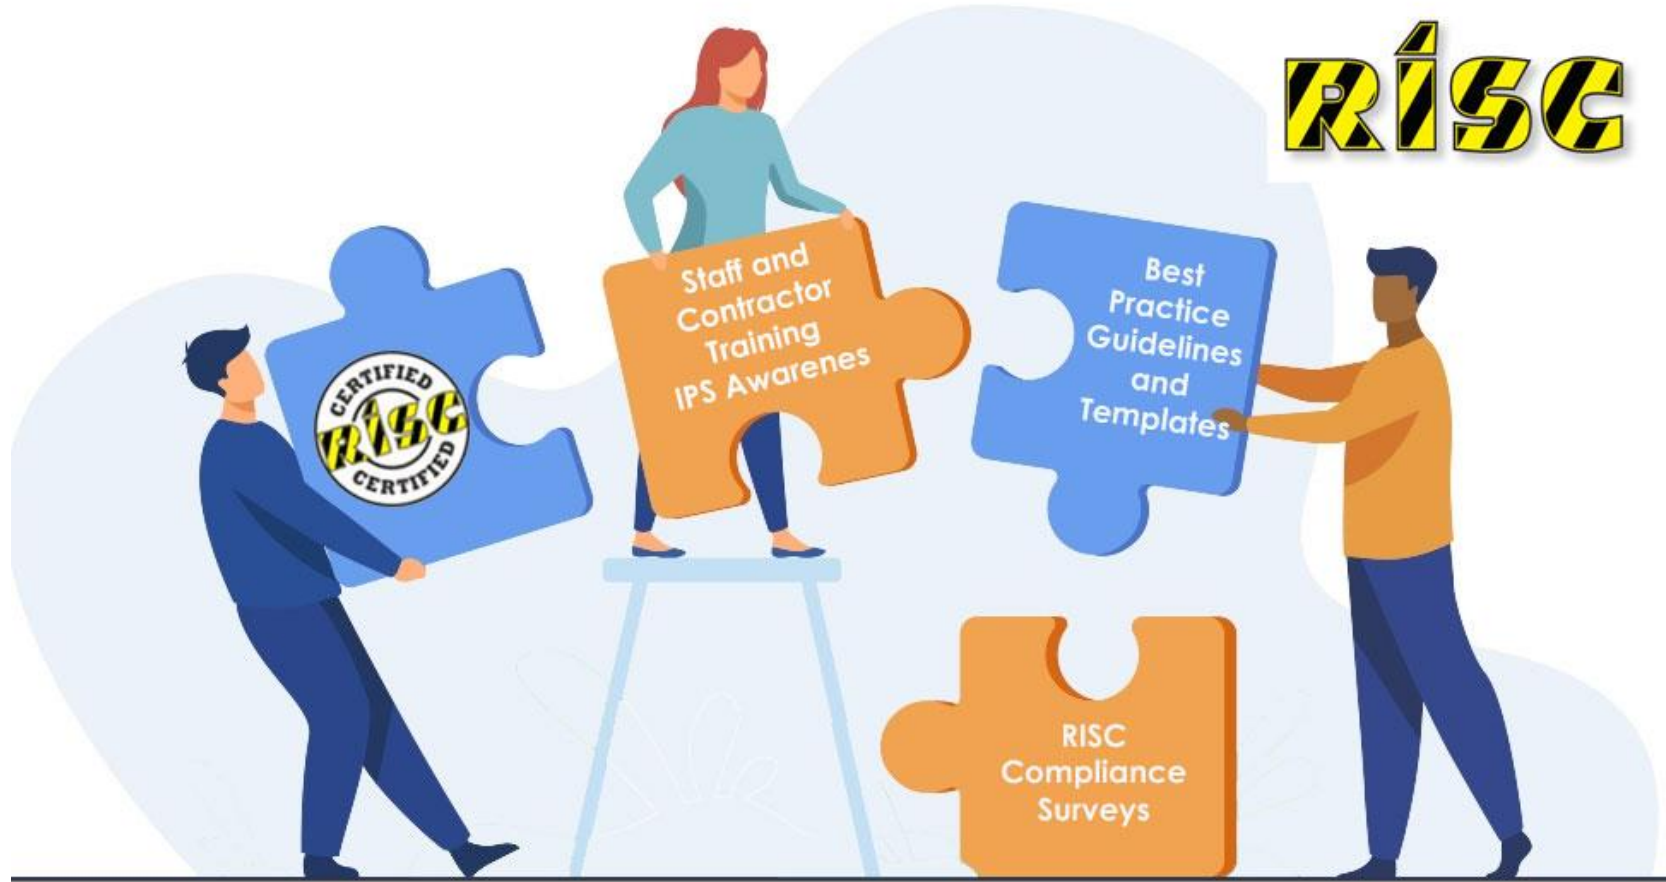 RISC
CERTIFIED
RISC
CERTIFIED
Staff and
Contractor
Training
IPS Awarenes
Best
Practice
Guidelines
and
Templates
RISC
Compliance
Surveys